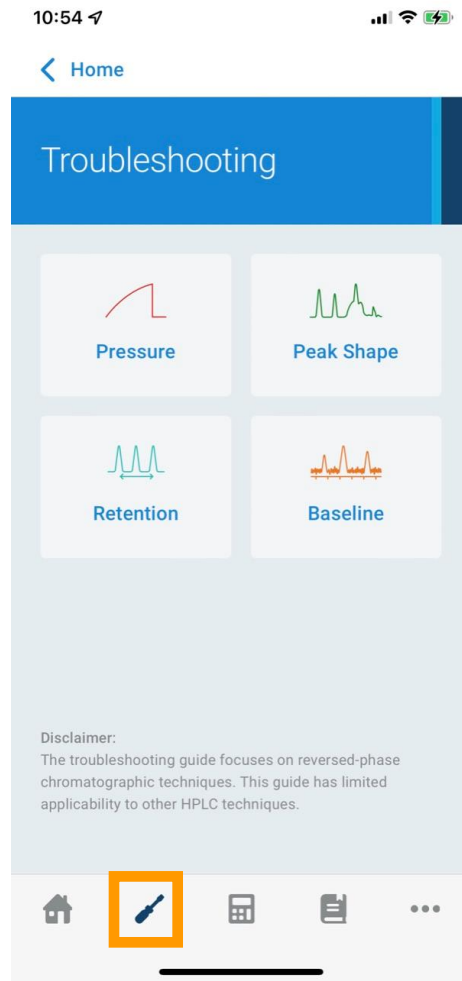 10:54
Home
Troubleshooting
Pressure
Peak Shape
Retention
Baseline
Disclaimer:
The troubleshooting guide focuses on reversed-phase
chromatographic techniques. This guide has limited
applicability to other HPLC techniques.